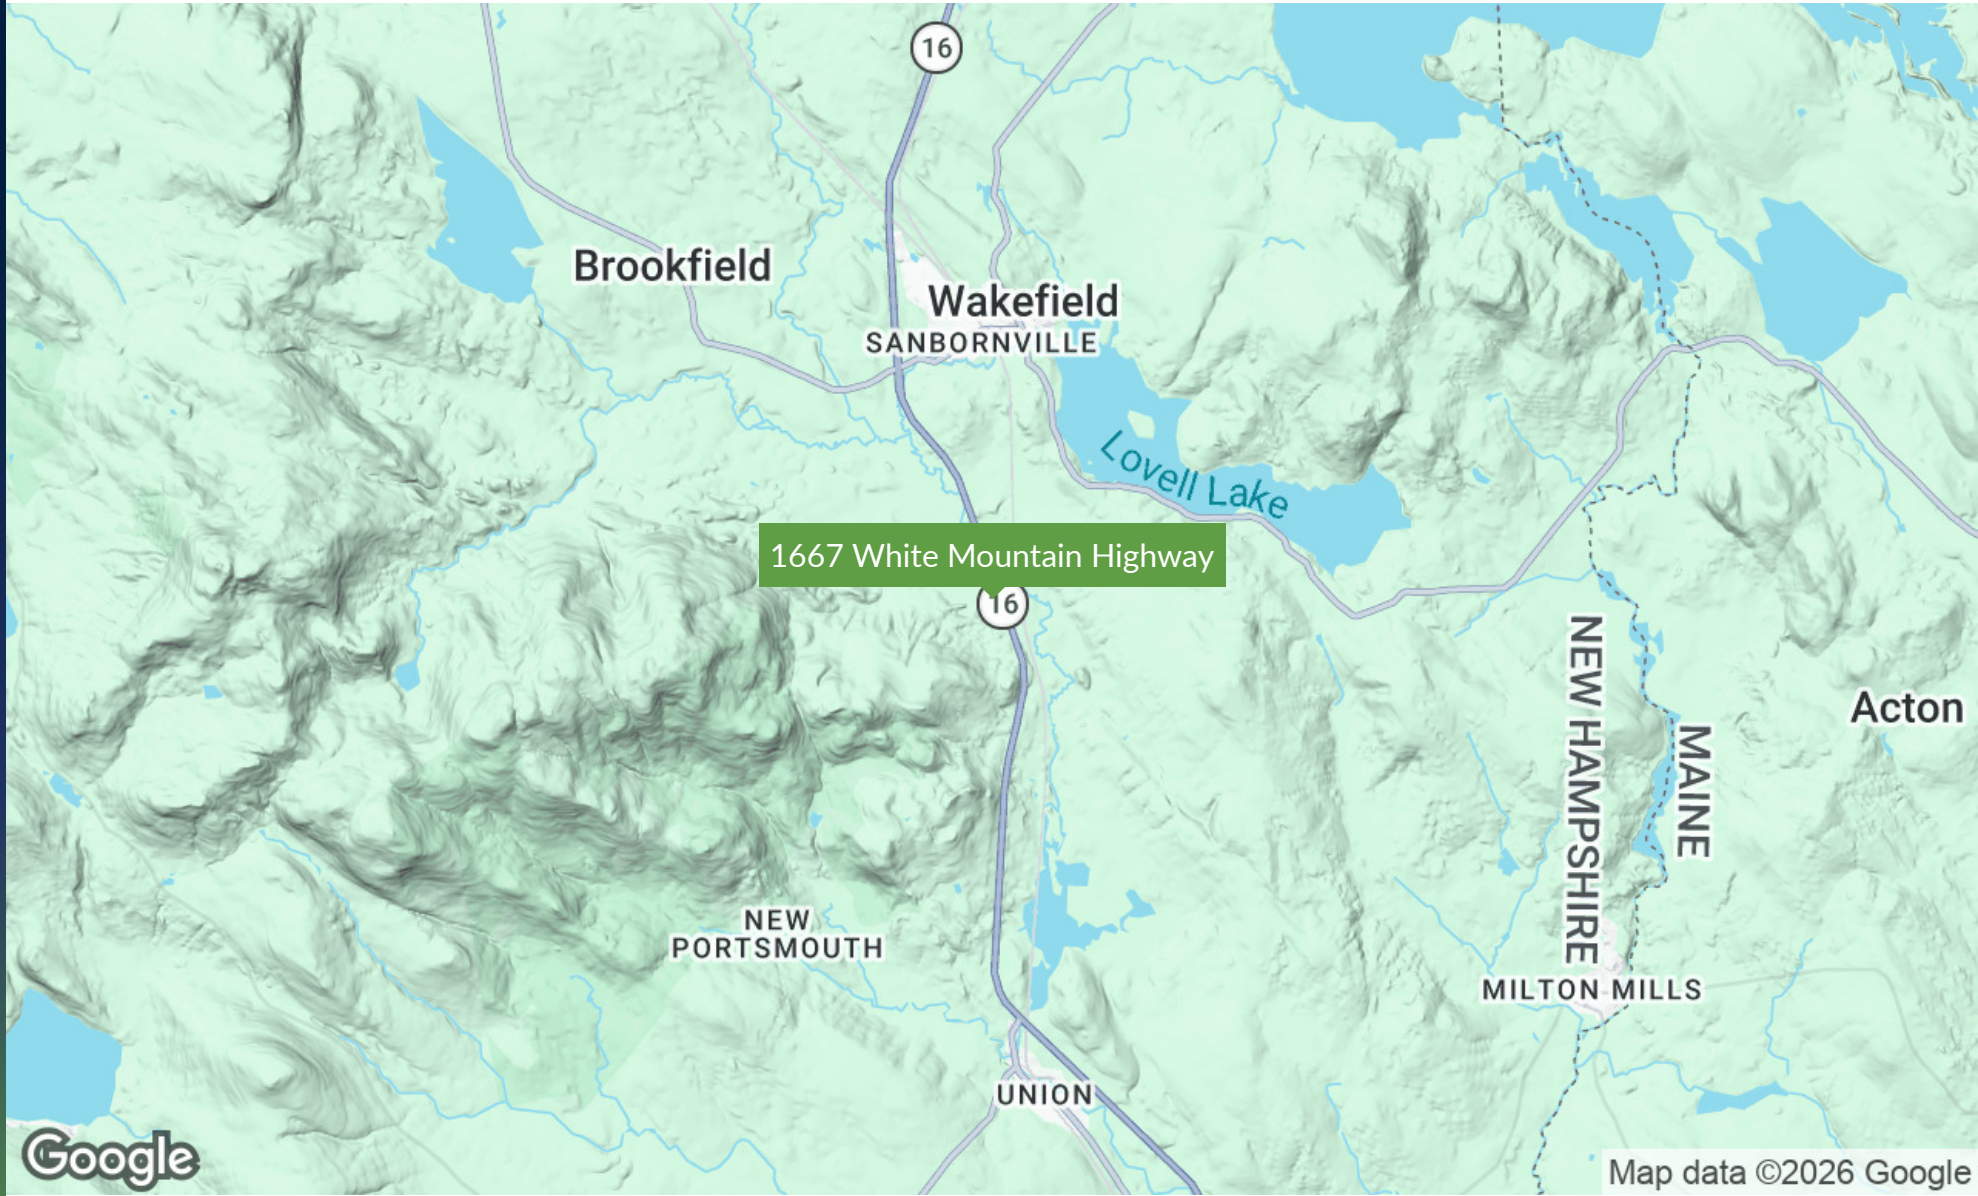 16
Brookfield
Wakefield
SANBORNVILLE
Lovell Lake
1667 White Mountain Highway
16
NEW HAMPSHIRE
MAINE
Acton
NEW
PORTSMOUTH
MILTON MILLS
UNION
Google
Map data ©2026 Google